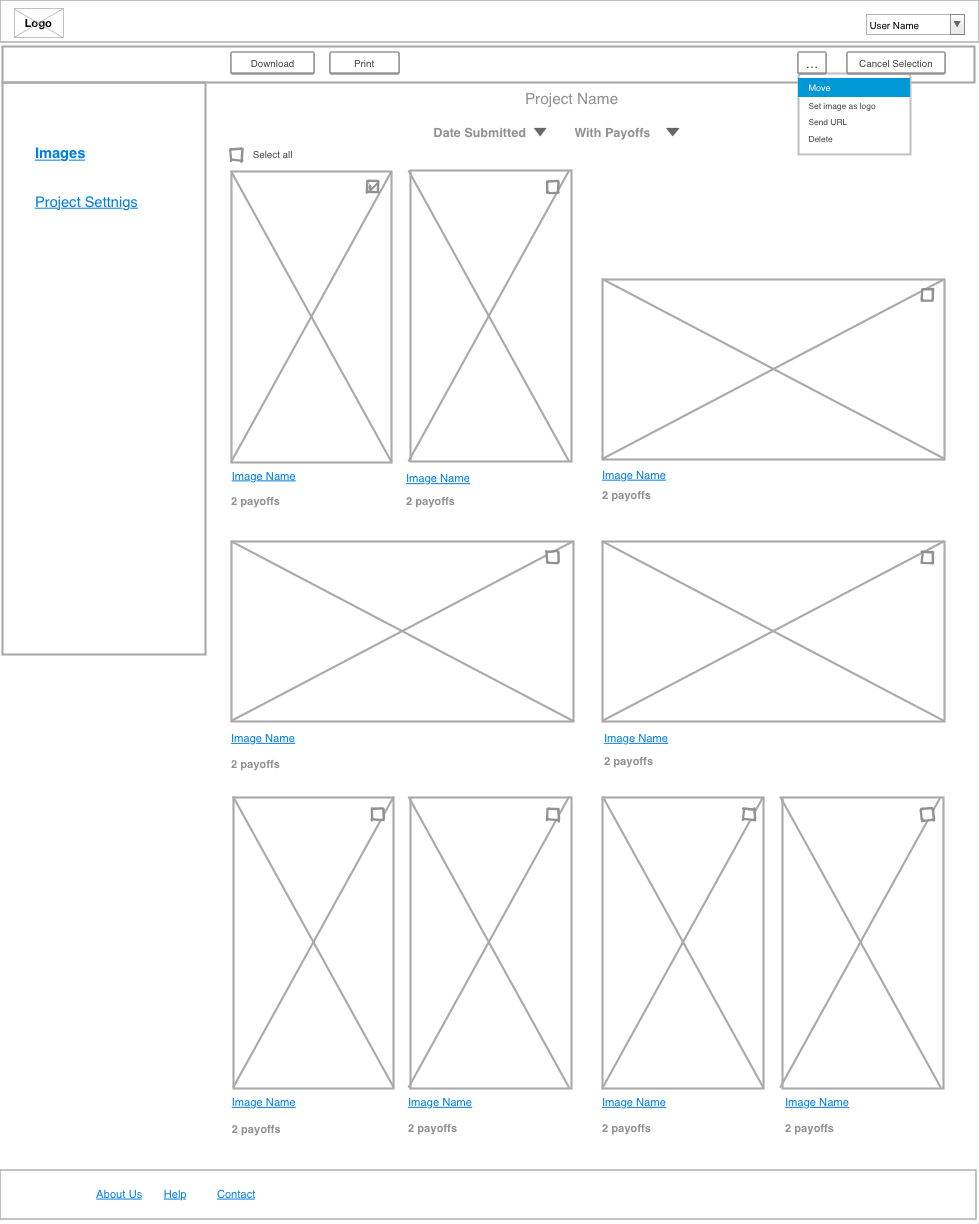 Logo
User Name
Download
Print
...
Cancel Selection
Move
Set image as logo
Send URL
Delete
Project Name
Date Submitted
With Payoffs
Select all
Images
Project Settnigs
Image Name
2 payoffs
Image Name
2 payoffs
Image Name
2 payoffs
Image Name
2 payoffs
Image Name
2 payoffs
Image Name
2 payoffs
Image Name
2 payoffs
Image Name
2 payoffs
Image Name
2 payoffs
About Us
Help
Contact